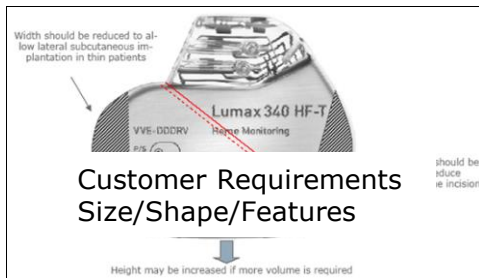 Width should be reduced to al-
low lateral subcutaneous im-
plantation in thin patients
Lumax 340 HF-T
VVE-DDDRV
Home Monitoring
P/N
should be
educe
e incision
Customer Requirements
Size/Shape/Features
Height may be increased if more volume is required